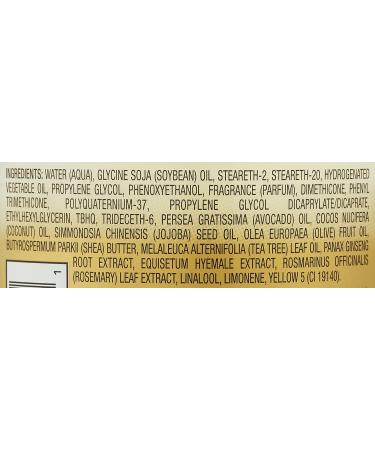 INGREDIENTS: WATER (AQUA), GLYCINE SOJA (SOYBEAN) OIL, STEARETH-2, STEARETH-20, HYDROGENATED
VEGETABLE OIL, PROPYLENE GLYCOL, PHENOXYETHANOL, FRAGRANCE (PARFUM), DIMETHICONE, PHENYL
TRIMETHICONE, POLYQUATERNIUM-37, PROPYLENE GLYCOL DICAPRYLATE/DICAPRATE,
ETHYLHEXYLGLYCERIN, TBHQ, TRIDECETH-6, PERSEA GRATISSIMA (AVOCADO) OIL, COCOS NUCIFERA
(COCONUT) OIL, SIMMONDSIA CHINENSIS (JOJOBA) SEED OIL, OLEA EUROPAEA (OLIVE) FRUIT OIL,
BUTYROSPERMUM PARKII (SHEA) BUTTER, MELALEUCA ALTERNIFOLIA (TEA TREE) LEAF OIL, PANAX GINSENG
ROOT EXTRACT, EQUISETUM HYEMALE EXTRACT, ROSMARINUS OFFICINALIS
(ROSEMARY) LEAF EXTRACT, LINALOOL, LIMONENE, YELLOW 5 (CI 19140).
1